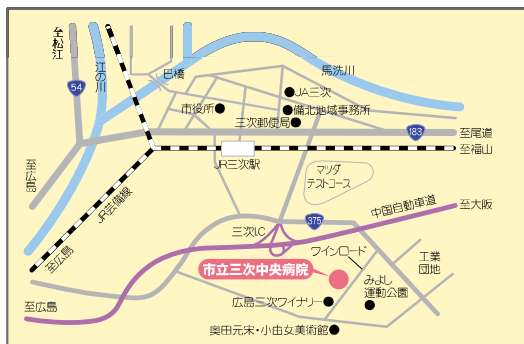 至松江
江の川
巴橋
馬洗川
54
JA三次
市役所
備北地域事務所
三次郵便局
183
至尾道
至福山
JR三次駅
マツダ
テストコース
至広島
JR芸備線
至広島
三次I.C
375
中国自動車道
至大阪
ワインロード
工業
団地
市立三次中央病院
みよし
運動公園
至広島
広島三次ワイナリー
奥田元宋・小由女美術館